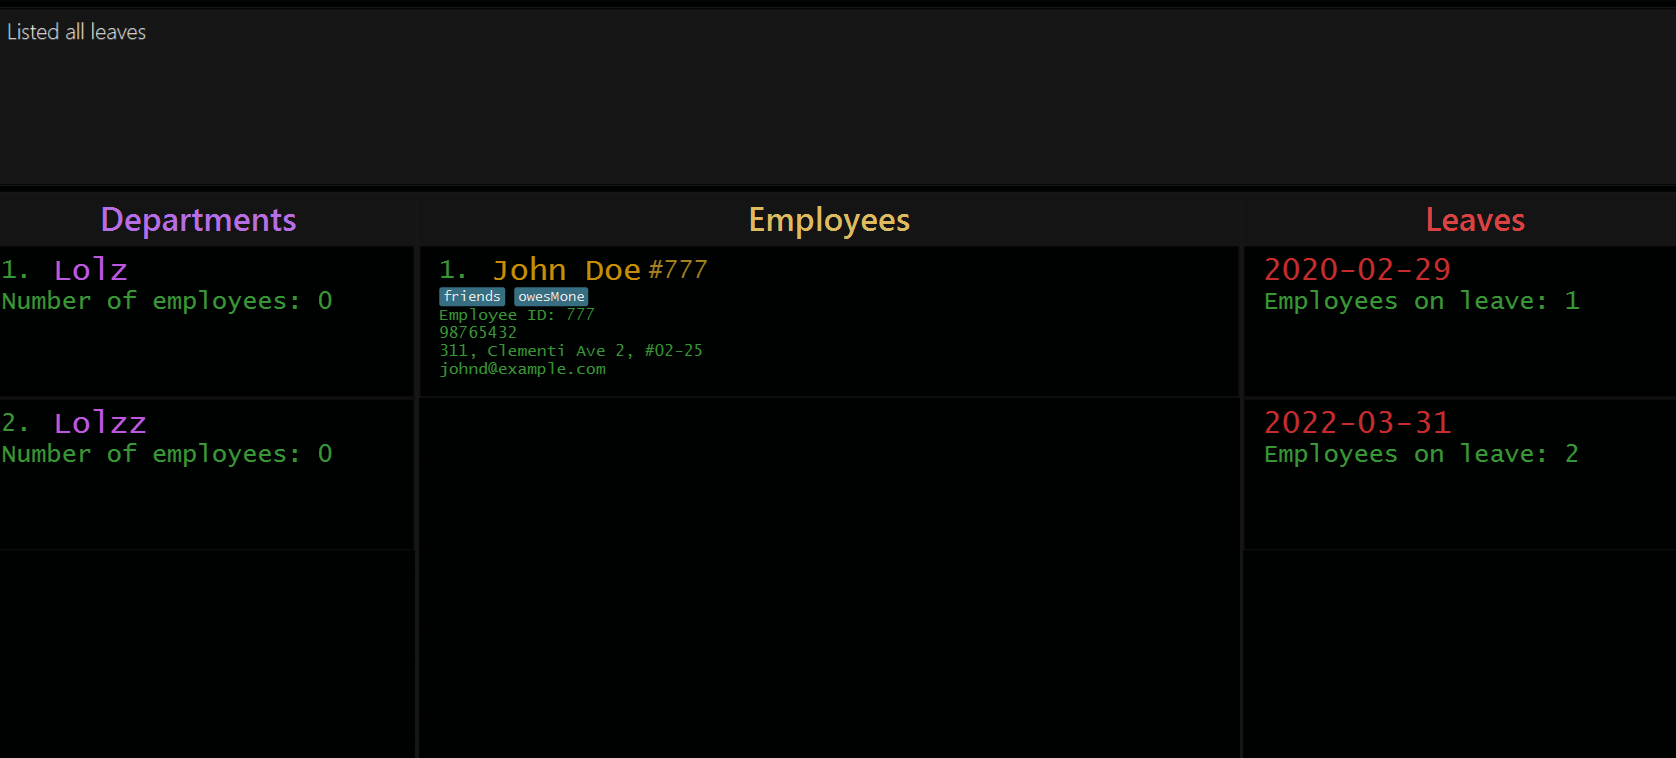 Listed all leaves
Departments
1. Lolz
Number of employees: 0
2. Lolzz
Number of employees: 0
Employees
1. John Doe #777
friends owesMone
Employee ID: 777
98765432
311, Clementi Ave 2, #02-25
johnd@example.com
Leaves
2020-02-29
Employees on leave: 1
2022-03-31
Employees on leave: 2